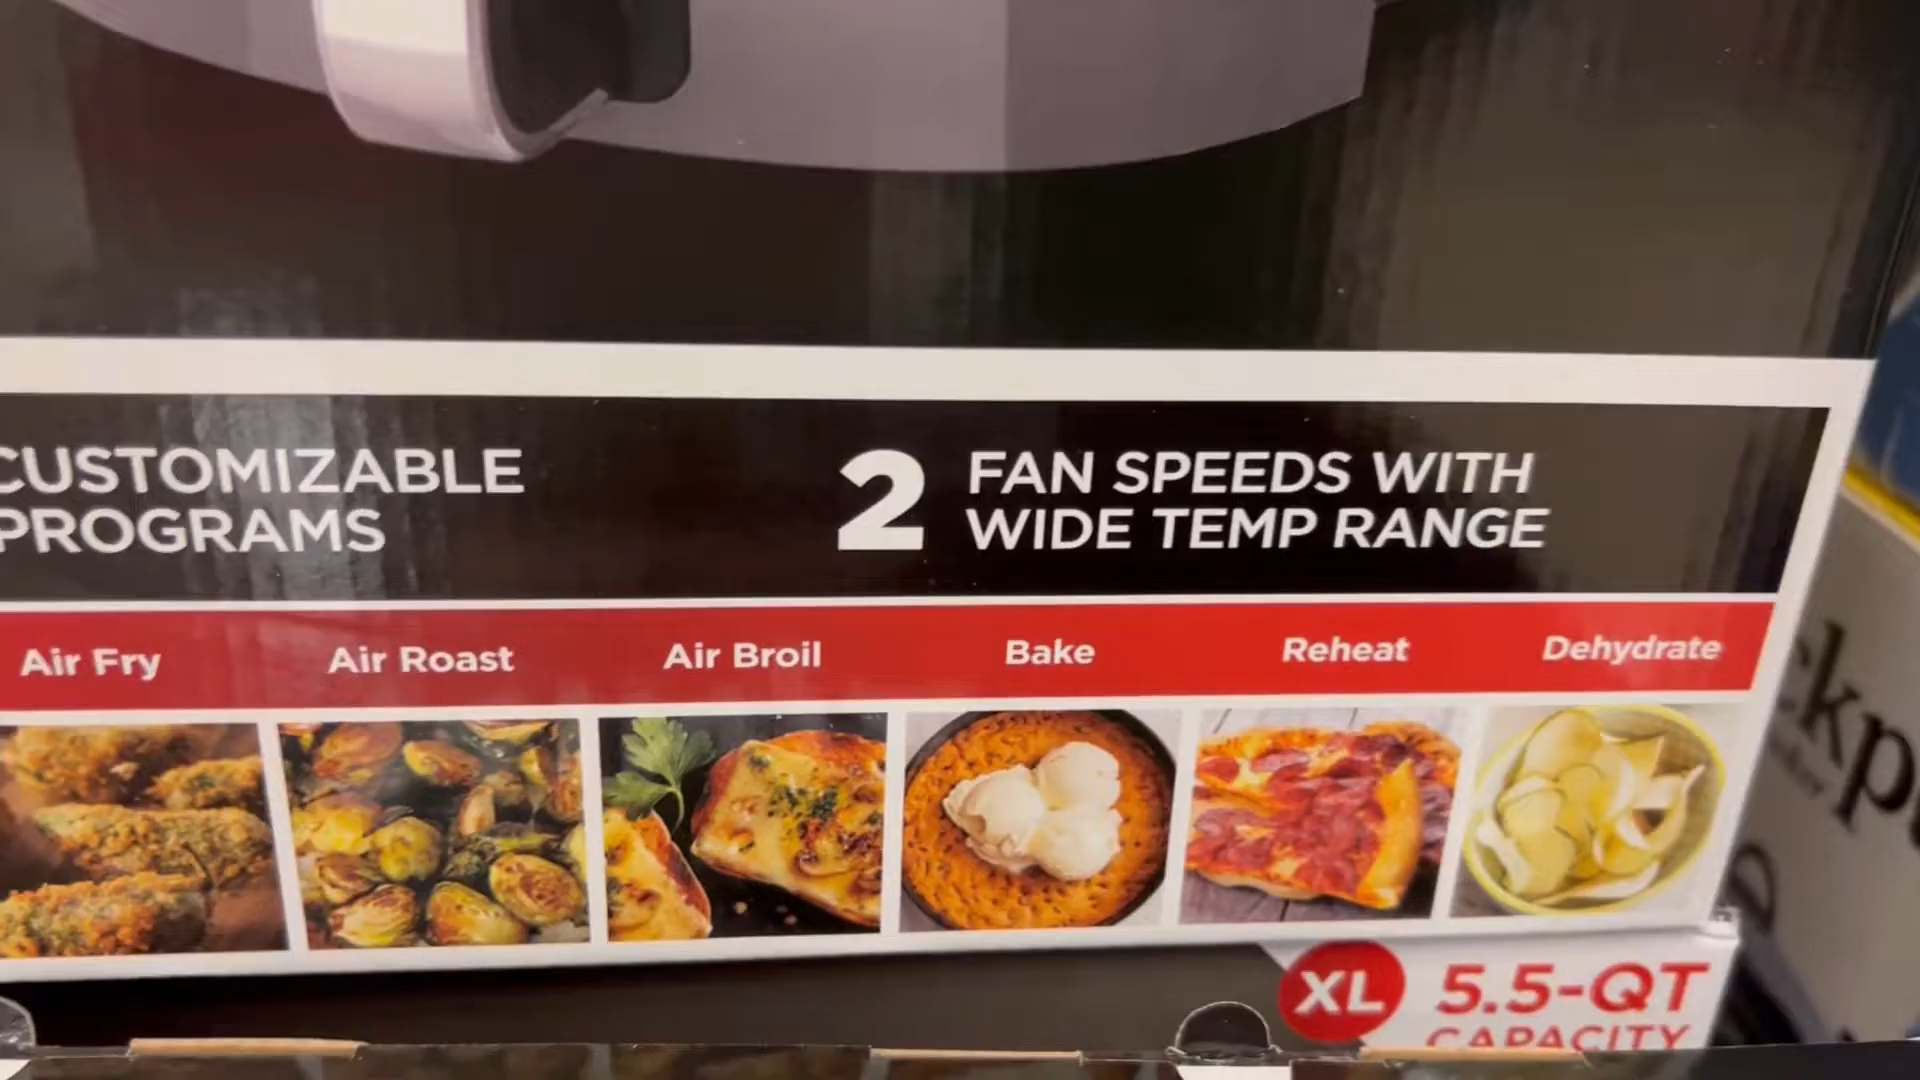 CUSTOMIZABLE
PROGRAMS
2 FAN SPEEDS WITH
WIDE TEMP RANGE
Air Fry Air Roast Air Broil Bake Reheat Dehydrate
XL 5.5-QT
CAPACITY